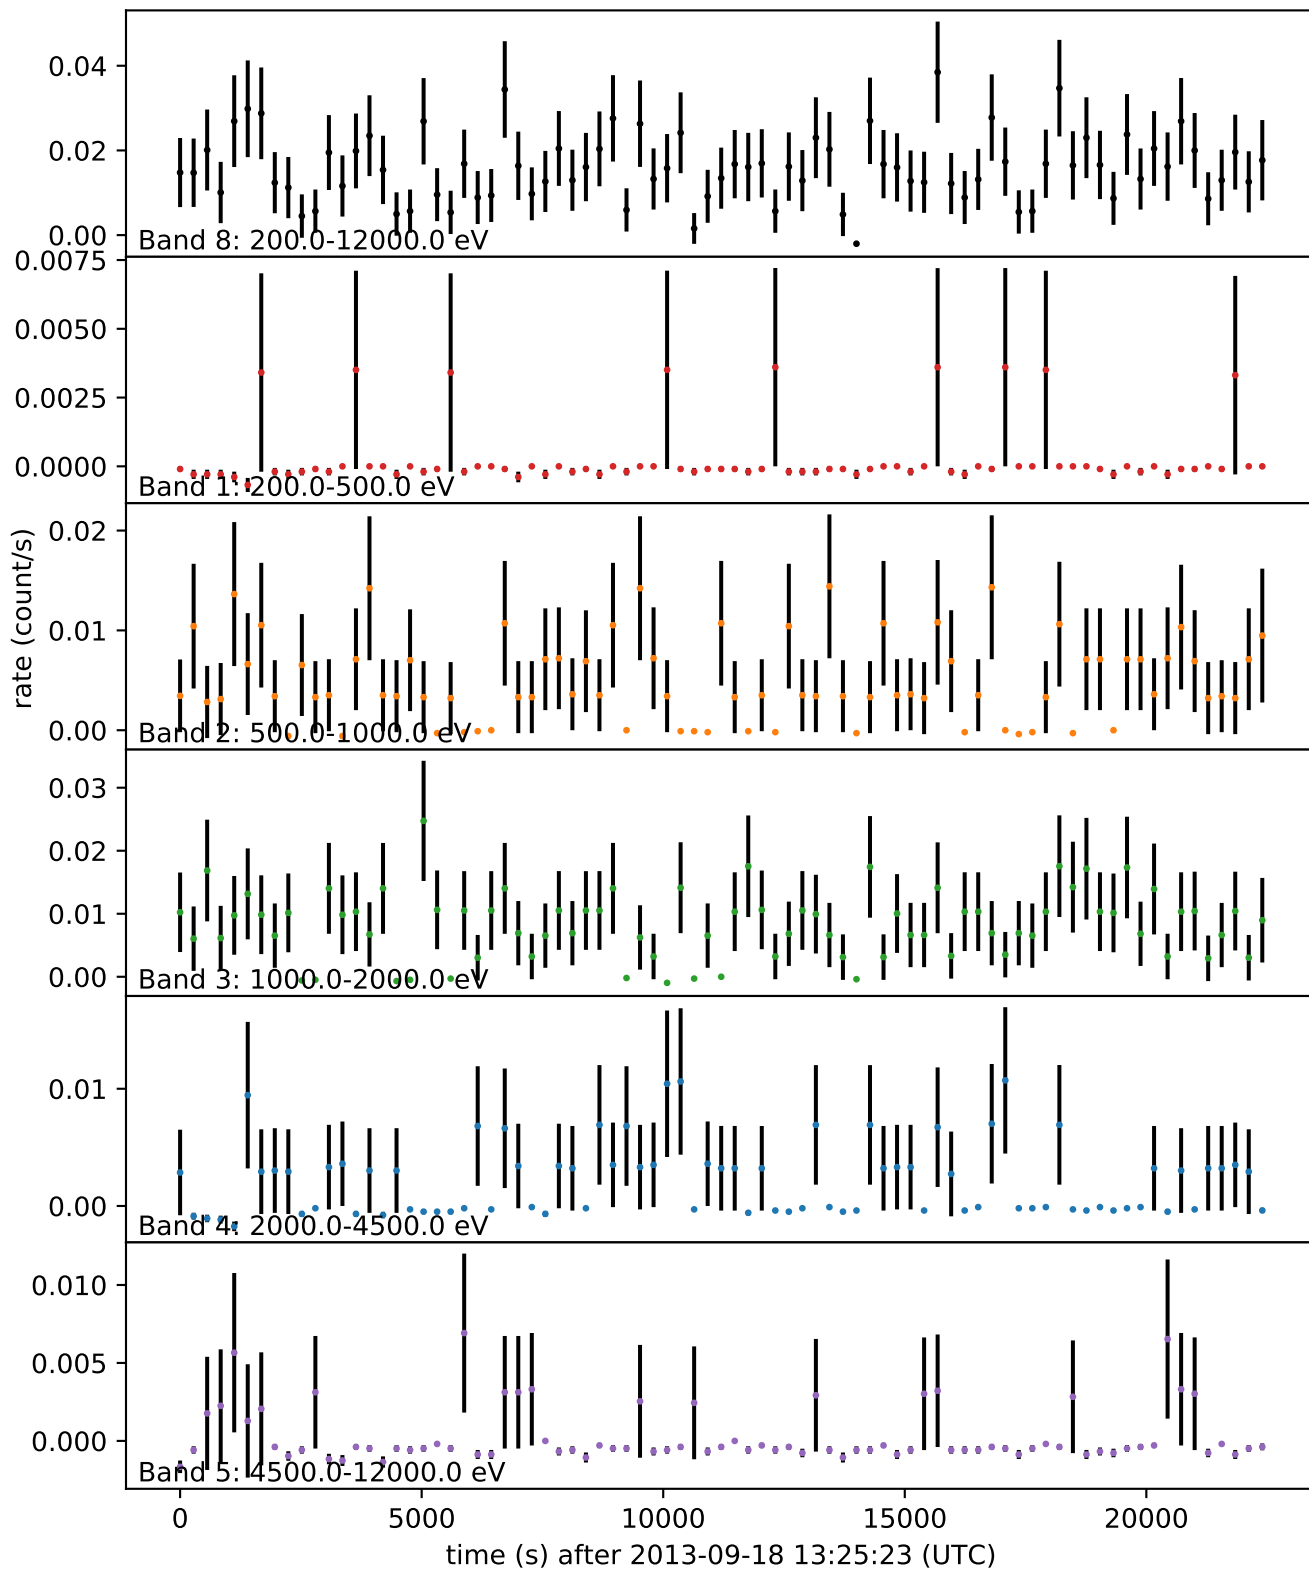 0.04
0.02
0.00
Band 8: 200.0-12000.0 eV
0.0075
0.0050
0.0025
0.0000
Band 1: 200.0-500.0 eV
0.02
0.01
0.00
Band 2: 500.0-1000.0 eV
rate (count/s)
0.03
0.02
0.01
0.00
Band 3: 1000.0-2000.0 eV
0.01
0.00
Band 4: 2000.0-4500.0 eV
0.010
0.005
0.000
Band 5: 4500.0-12000.0 eV
0 5000 10000 15000 20000
time (s) after 2013-09-18 13:25:23 (UTC)